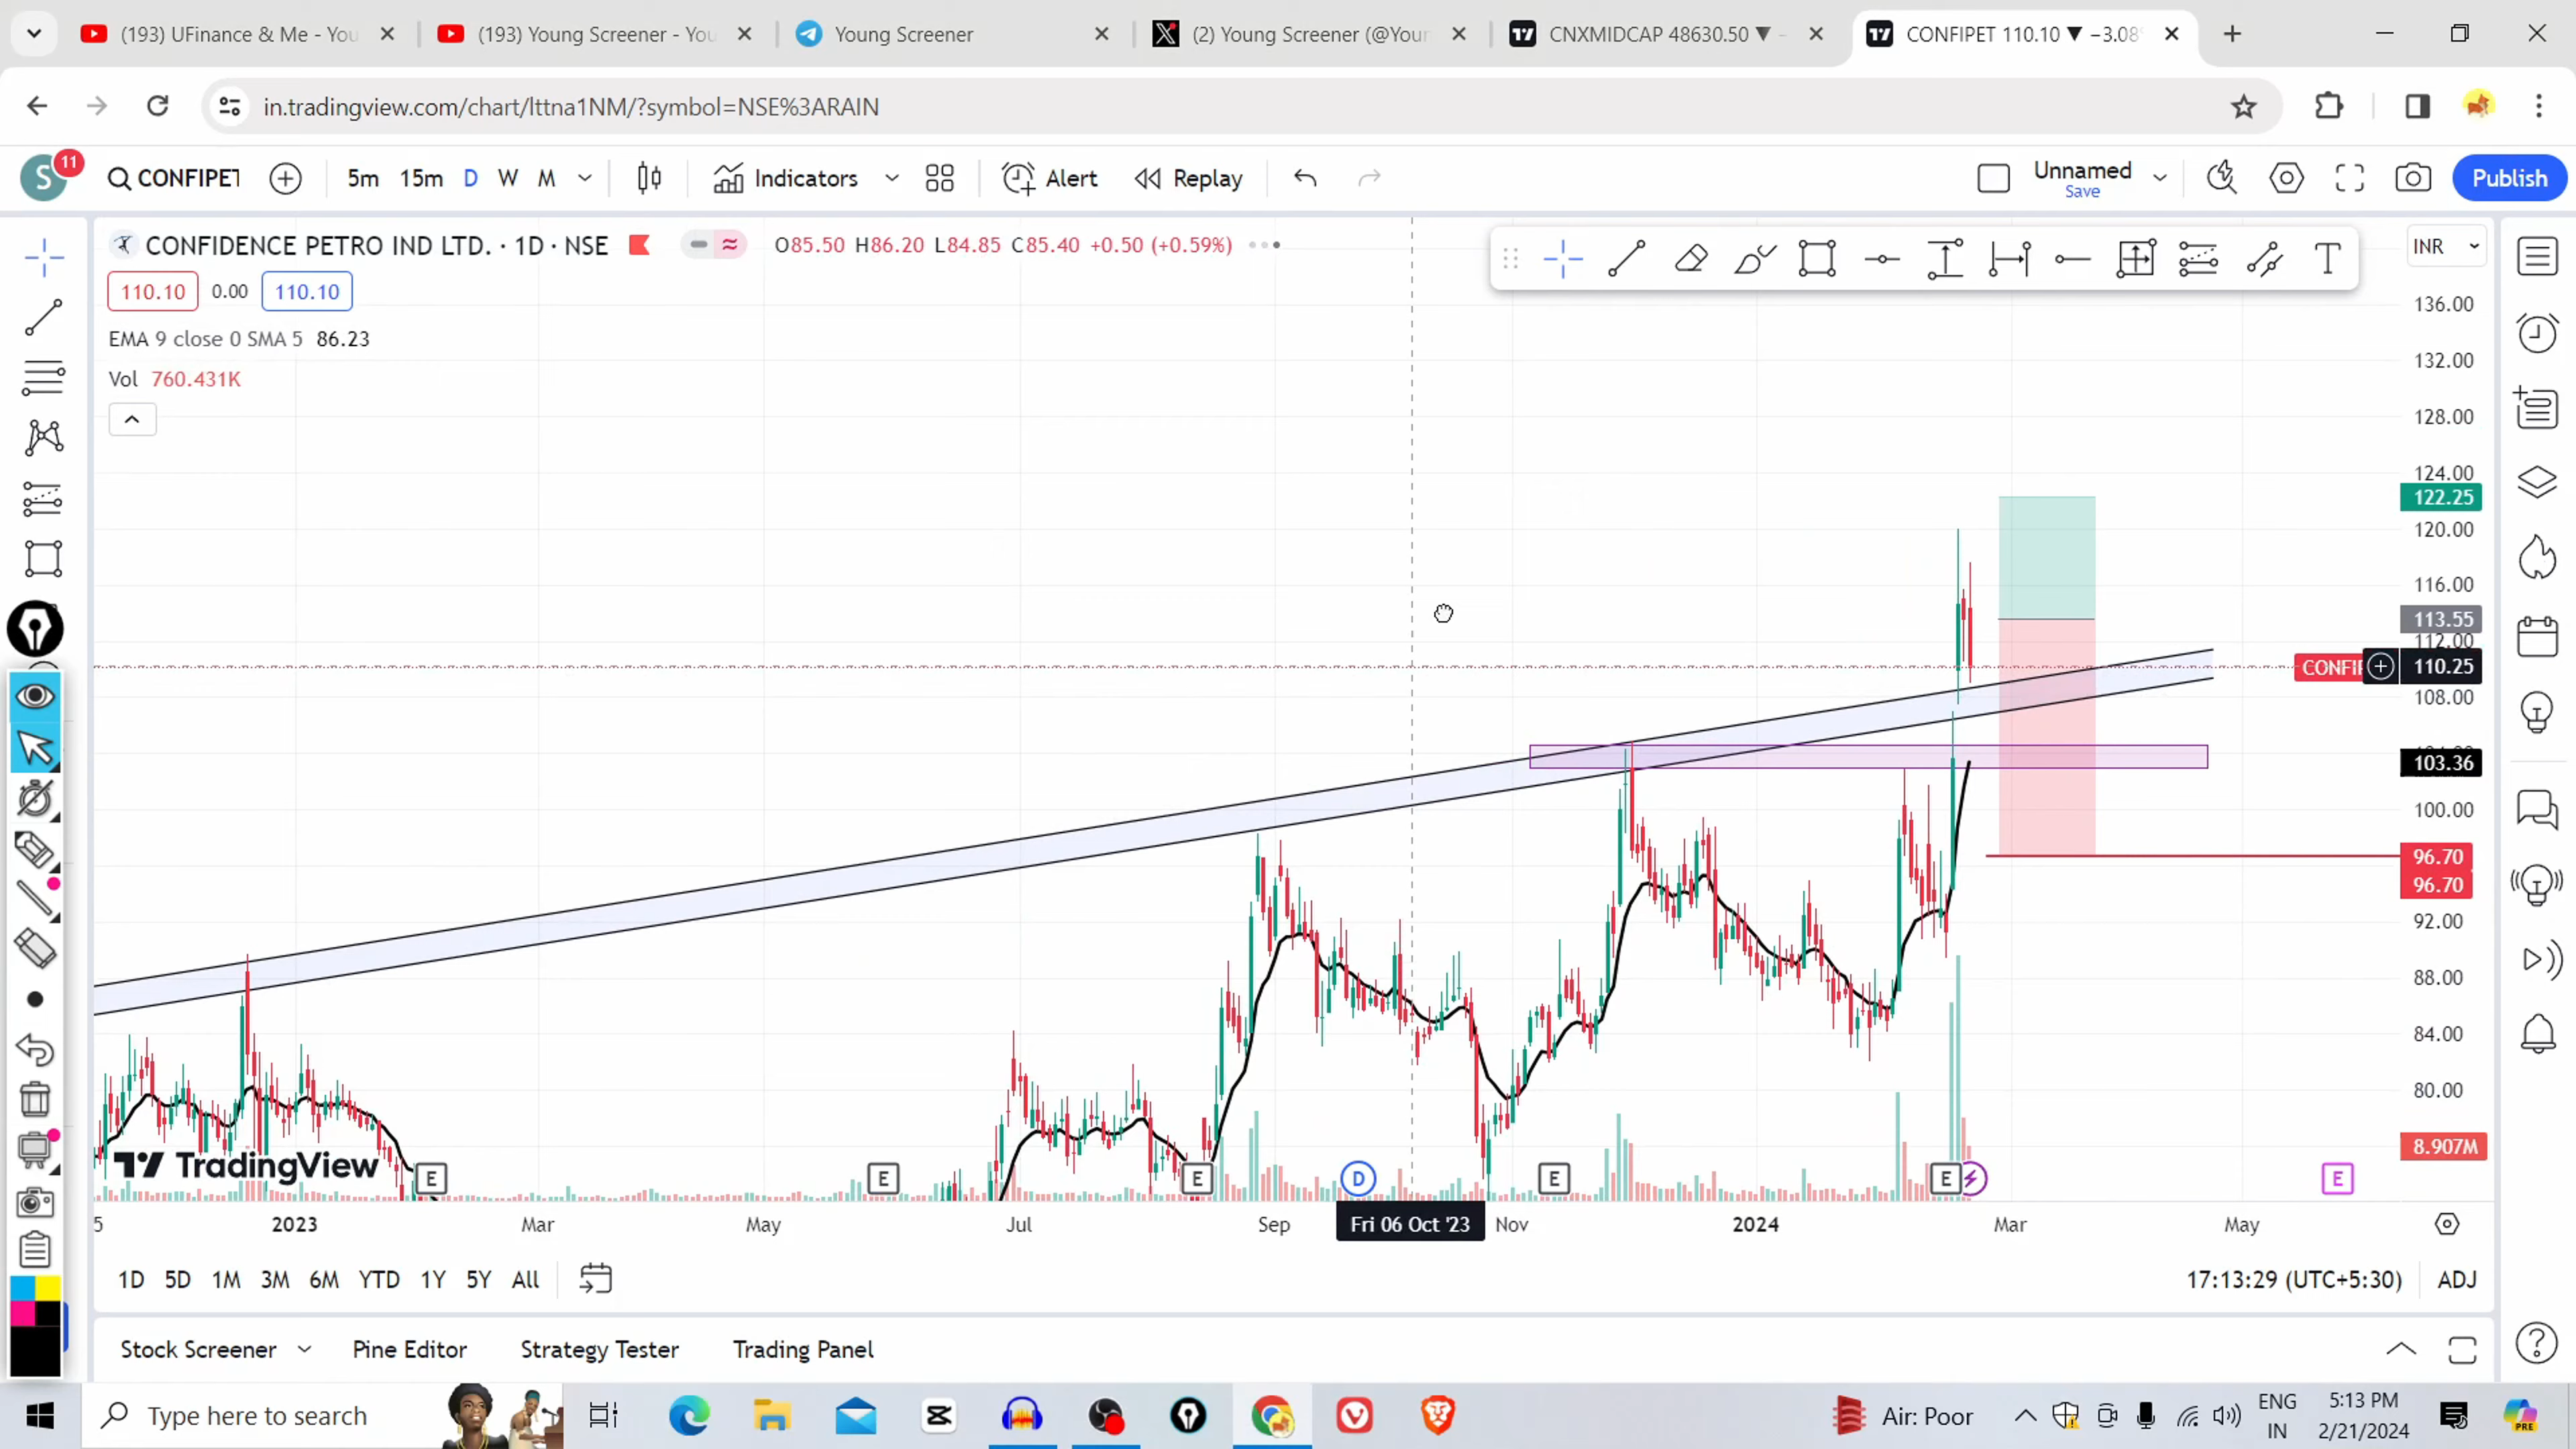 (193) UFinance & Me - You
(193) Young Screener - You
Young Screener
(2) Young Screener (@Your
CNXMIDCAP 48630.50 ▼ -
CONFIPET 110.10 ▼ −3.08
in.tradingview.com/chart/lttna1NM/?symbol=NSE%3ARAIN
S
11
CONFIPET
5m
15m
D
W
M
Indicators
Alert
Replay
Unnamed
Save
Publish
CONFIDENCE PETRO IND LTD. · 1D · NSE
O85.50 H86.20 L84.85 C85.40 +0.50 (+0.59%)
INR
110.10
0.00
110.10
EMA 9 close 0 SMA 5 86.23
Vol 760.431K
136.00
132.00
128.00
124.00
122.25
120.00
116.00
113.55
112.00
CONFI
110.25
108.00
103.36
100.00
96.70
96.70
92.00
88.00
84.00
80.00
8.907M
TradingView
E
E
E
D
E
E
E
5
2023
Mar
May
Jul
Sep
Fri 06 Oct '23
Nov
2024
Mar
May
1D
5D
1M
3M
6M
YTD
1Y
5Y
All
17:13:29 (UTC+5:30)
ADJ
Stock Screener
Pine Editor
Strategy Tester
Trading Panel
Type here to search
Air: Poor
ENG
IN
5:13 PM
2/21/2024
PRE